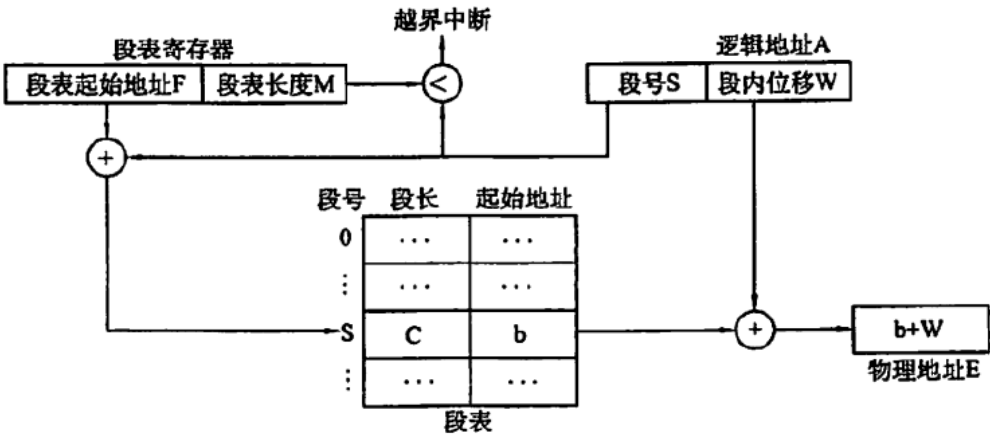 越界中断
段表寄存器
逻辑地址A
段表起始地址F 段表长度M < 段号S 段内位移W
+
段号 段长 起始地址
0 ··· ···
⋮ ··· ···
S C b + b+W
⋮ ··· ···
物理地址E
段表